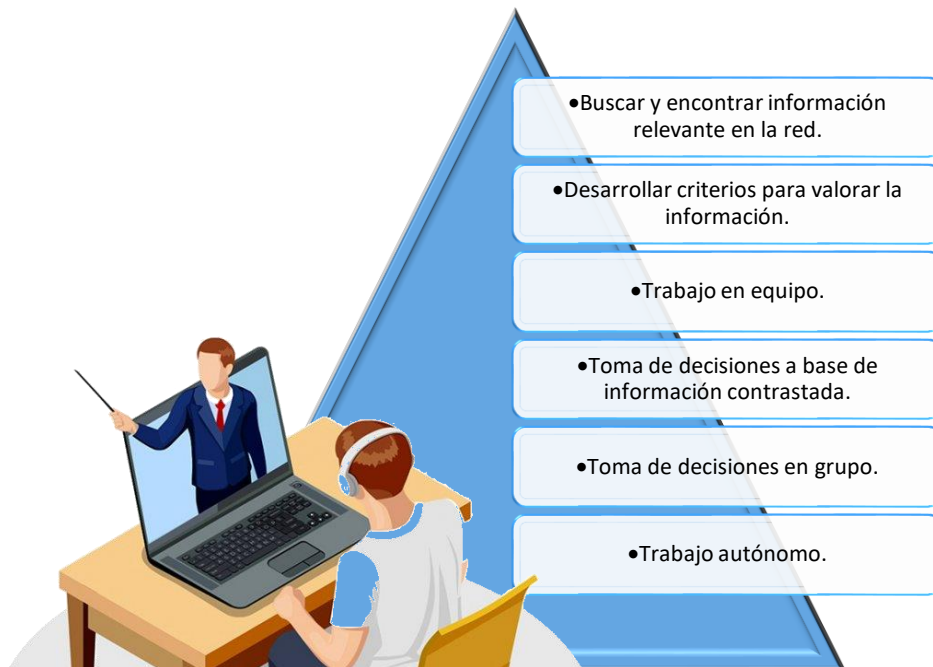 •Buscar y encontrar información
relevante en la red.
•Desarrollar criterios para valorar la
información.
•Trabajo en equipo.
•Toma de decisiones a base de
información contrastada.
•Toma de decisiones en grupo.
•Trabajo autónomo.